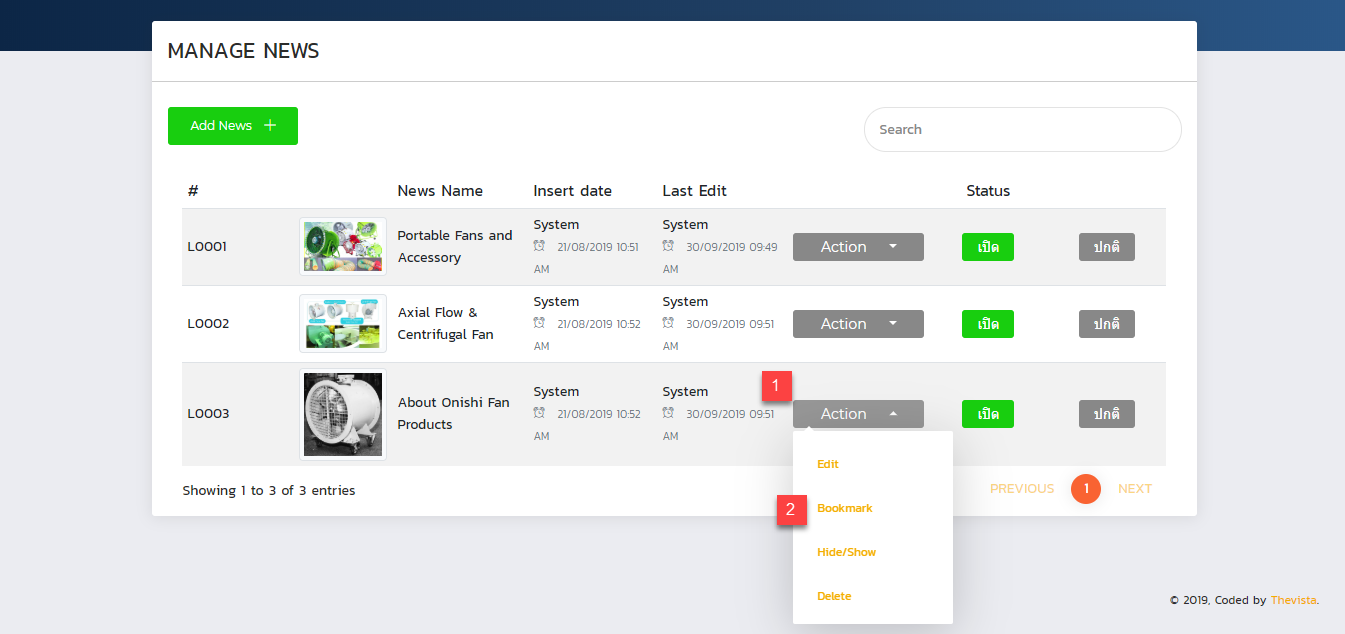 MANAGE NEWS
Add News +
Search
# News Name Insert date Last Edit Status
L0001 Portable Fans and Accessory System 21/08/2019 10:51 AM System 30/09/2019 09:49 AM Action เปิด ปกติ
L0002 Axial Flow & Centrifugal Fan System 21/08/2019 10:52 AM System 30/09/2019 09:51 AM Action เปิด ปกติ
1
L0003 About Onishi Fan Products System 21/08/2019 10:52 AM System 30/09/2019 09:51 AM Action เปิด ปกติ
Edit
2 Bookmark
Hide/Show
Delete
Showing 1 to 3 of 3 entries
PREVIOUS 1 NEXT
© 2019, Coded by Thevista.